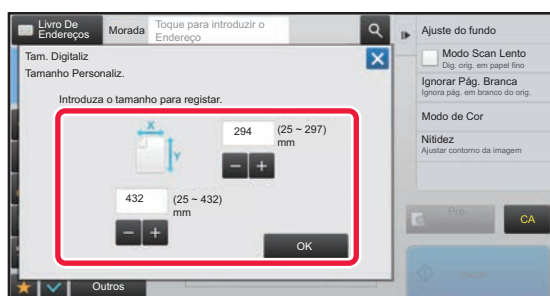 Livro De
Endereços
Morada
Toque para introduzir o
Endereço
Tam. Digitaliz
Tamanho Personaliz.
Introduza o tamanho para registar.
X
Y
294
(25 ~ 297)
mm
432
(25 ~ 432)
mm
OK
Outros
Ajuste do fundo
Modo Scan Lento
Dig. orig. em papel fino
Ignorar Pág. Branca
Ignora pág. em branco do orig.
Modo de Cor
Nitidez
Ajustar contorno da imagem
Pré-
CA
Iniciar